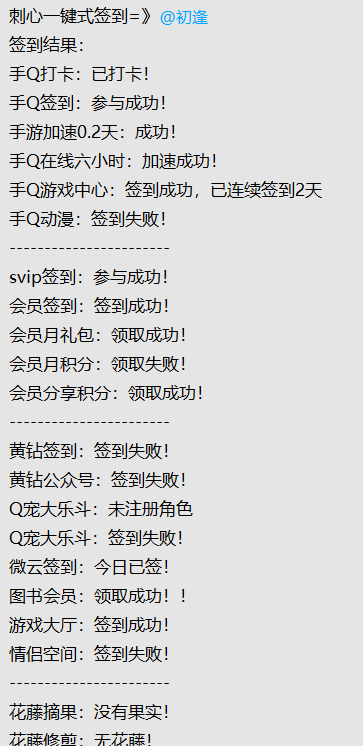 刺心一键式签到=》@初逢
签到结果：
手Q打卡：已打卡！
手Q签到：参与成功！
手游加速0.2天：成功！
手Q在线六小时：加速成功！
手Q游戏中心：签到成功，已连续签到2天
手Q动漫：签到失败！
-----------------------
svip签到：参与成功！
会员签到：签到成功！
会员月礼包：领取成功！
会员月积分：领取失败！
会员分享积分：领取成功！
-----------------------
黄钻签到：签到失败！
黄钻公众号：签到失败！
Q宠大乐斗：未注册角色
Q宠大乐斗：签到失败！
微云签到：今日已签！
图书会员：领取成功！！
游戏大厅：签到成功！
情侣空间：签到失败！
-----------------------
花藤摘果：没有果实！
花藤修剪：无花藤！